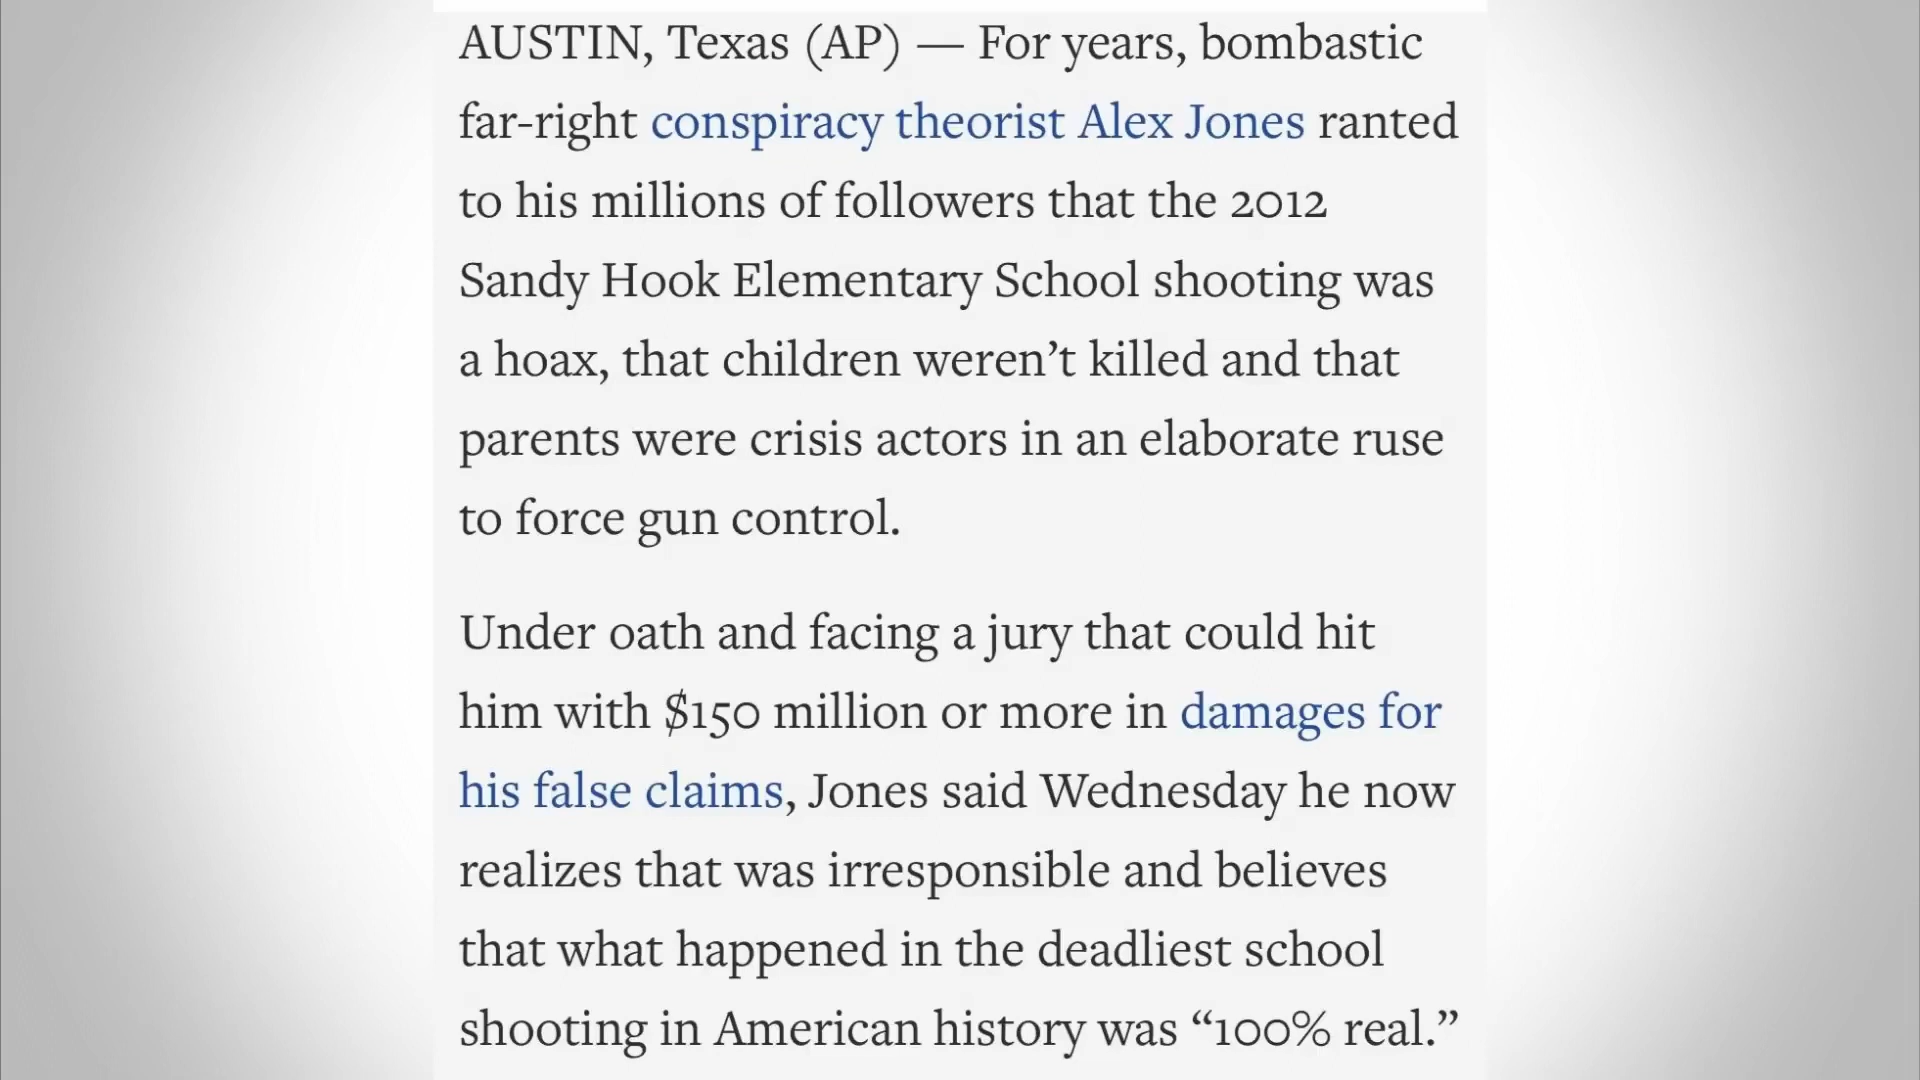 AUSTIN, Texas (AP) — For years, bombastic
far-right conspiracy theorist Alex Jones ranted
to his millions of followers that the 2012
Sandy Hook Elementary School shooting was
a hoax, that children weren’t killed and that
parents were crisis actors in an elaborate ruse
to force gun control.
Under oath and facing a jury that could hit
him with $150 million or more in damages for
his false claims, Jones said Wednesday he now
realizes that was irresponsible and believes
that what happened in the deadliest school
shooting in American history was “100% real.”